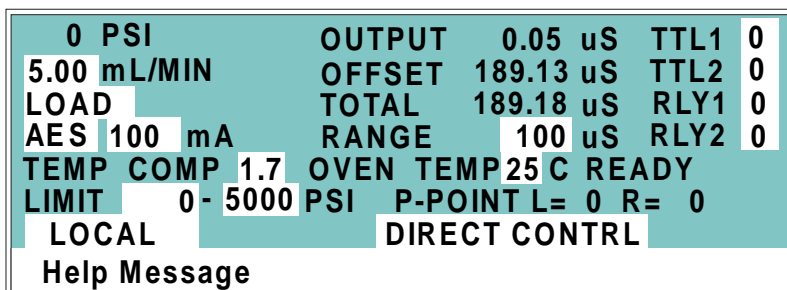 0 PSI OUTPUT 0.05 uS TTL1 0
5.00 mL/MIN OFFSET 189.13 uS TTL2 0
LOAD TOTAL 189.18 uS RLY1 0
AES 100 mA RANGE 100 uS RLY2 0
TEMP COMP 1.7 OVEN TEMP 25 C READY
LIMIT 0 - 5000 PSI P-POINT L= 0 R= 0
LOCAL DIRECT CONTRL
Help Message